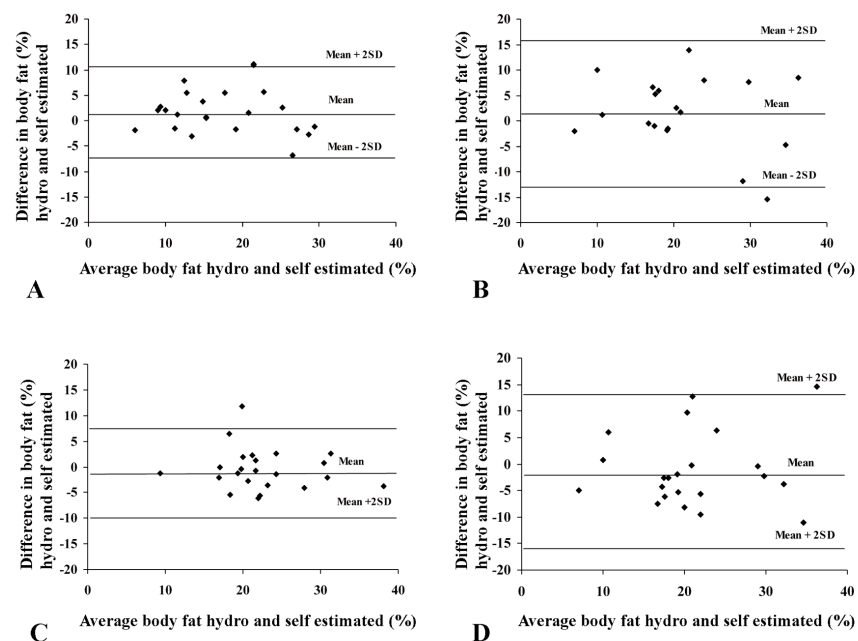 20
15
10
5
0
-5
-10
-15
-20
Difference in body fat (%)
hydro and self estimated
Mean + 2SD
Mean
Mean - 2SD
0 10 20 30 40
Average body fat hydro and self estimated (%)
A
20
15
10
5
0
-5
-10
-15
-20
Difference in body fat (%)
hydro and self estimated
Mean + 2SD
Mean
Mean - 2SD
0 10 20 30 40
Average body fat hydro and self estimated (%)
B
20
15
10
5
0
-5
-10
-15
-20
Difference in body fat (%)
hydro and self estimated
Mean
Mean +2SD
0 10 20 30 40
Average body fat hydro and self estimated (%)
C
20
15
10
5
0
-5
-10
-15
-20
Difference in body fat (%)
hydro and self estimated
Mean + 2SD
Mean
Mean + 2SD
0 10 20 30 40
Average body fat hydro and self estimated (%)
D